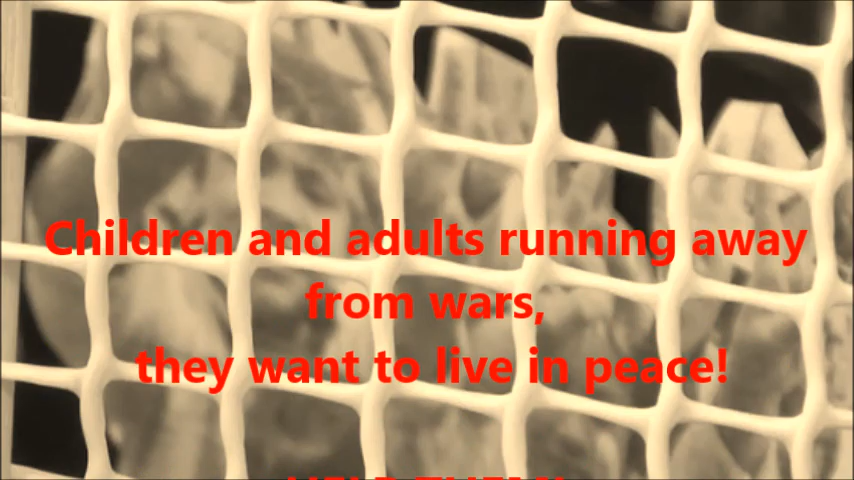 Children and adults running away
from wars,
they want to live in peace!